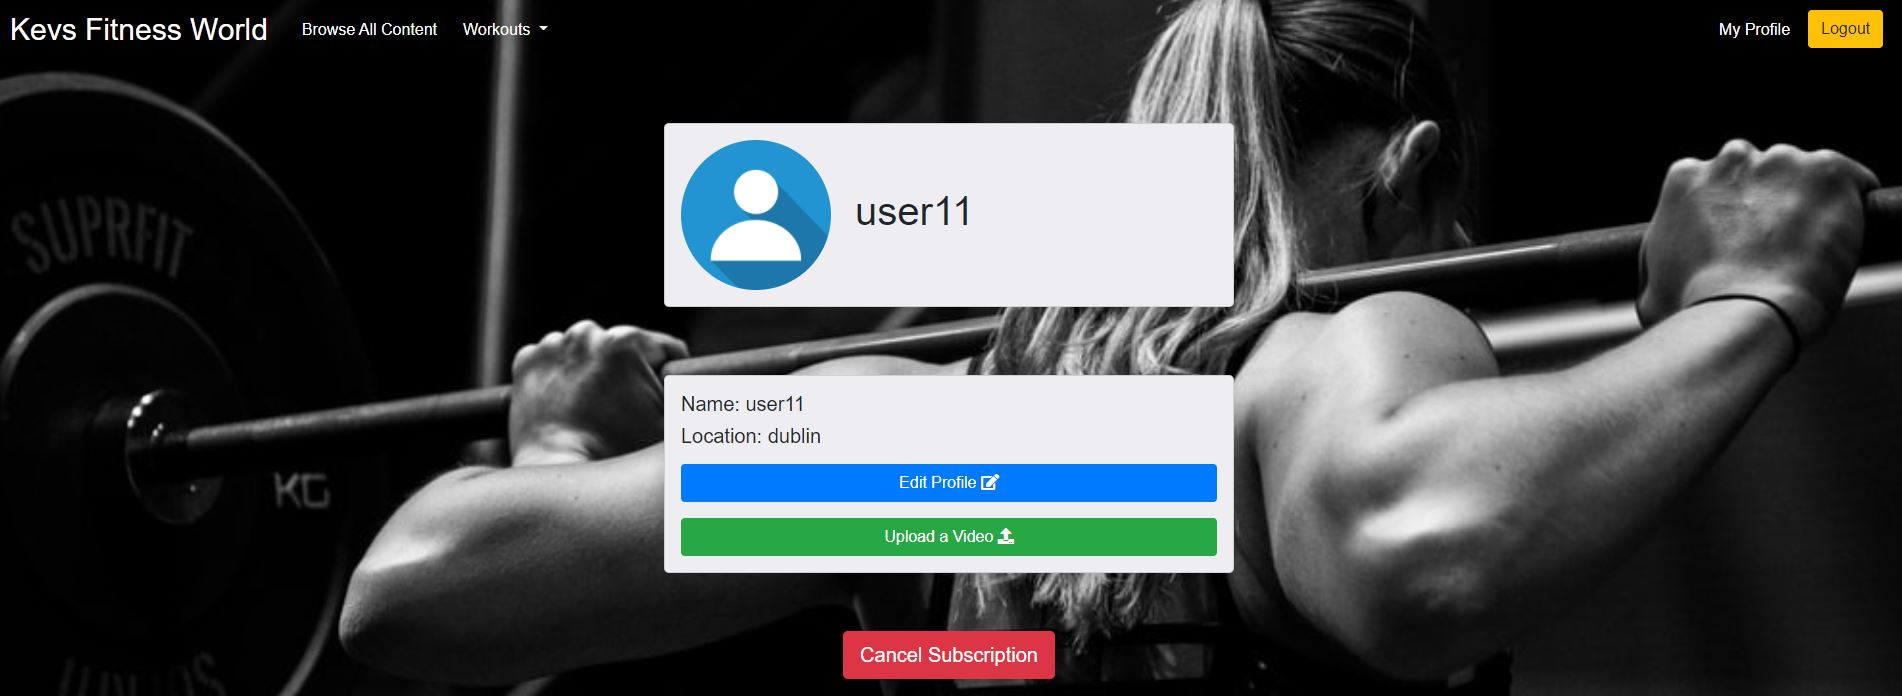 Kevs Fitness World
Browse All Content
Workouts
My Profile
Logout
SUPRFIT
user11
Name: user11
Location: dublin
KG
Edit Profile
Upload a Video
Cancel Subscription